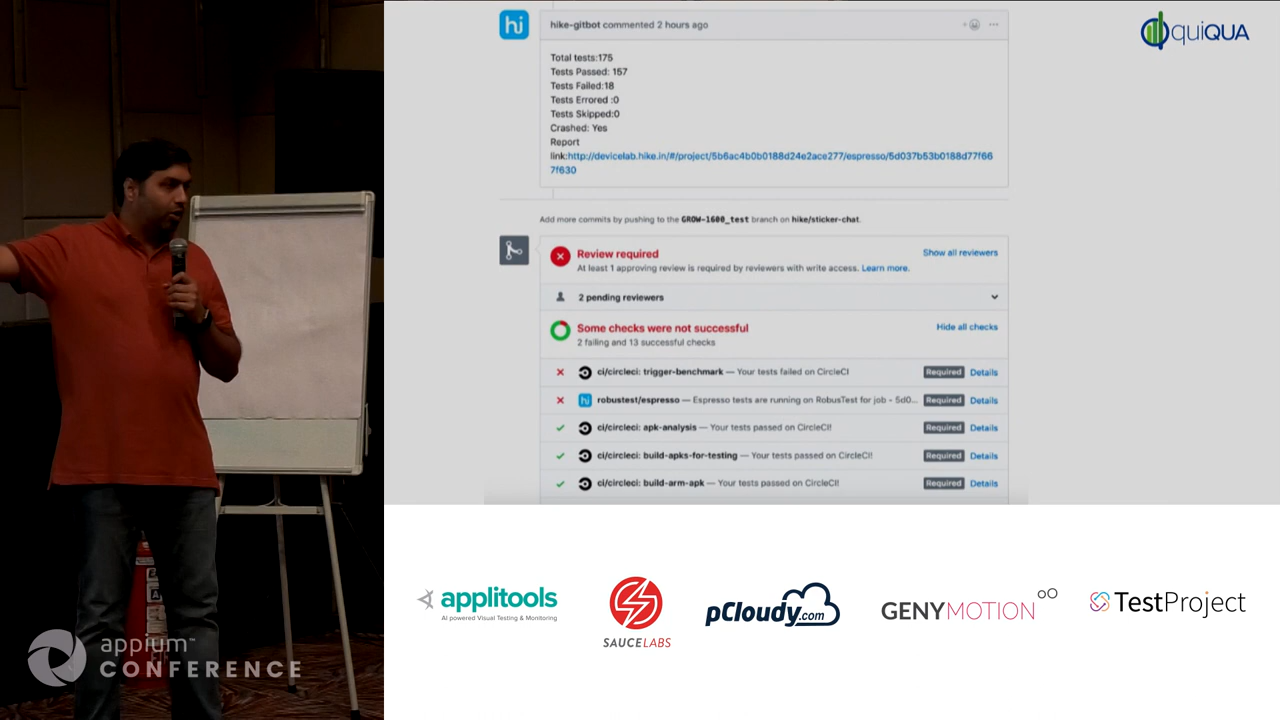 hi
hike-gitbot commented 2 hours ago
quiQUA
Total tests:175
Tests Passed: 157
Tests Failed:18
Tests Errored :0
Tests Skipped:0
Crashed: Yes
Report
link:http://devicelab.hike.in/#/project/5b6ac4b0b0188d24e2ace277/espresso/5d037b53b0188d77f66
7f630
Add more commits by pushing to the GROW-1600_test branch on hike/sticker-chat.
Review required
Show all reviewers
At least 1 approving review is required by reviewers with write access. Learn more.
2 pending reviewers
Some checks were not successful
Hide all checks
2 failing and 13 successful checks
ci/circleci: trigger-benchmark — Your tests failed on CircleCI
Required Details
hi robustest/espresso — Espresso tests are running on RobusTest for job - 5d0...
Required Details
ci/circleci: apk-analysis — Your tests passed on CircleCI!
Required Details
ci/circleci: build-apks-for-testing — Your tests passed on CircleCI!
Required Details
ci/circleci: build-arm-apk — Your tests passed on CircleCI!
Required Details
applitools
AI powered Visual Testing & Monitoring
SAUCELABS
pCloudy.com
GENYMOTION
TestProject
appium™
CONFERENCE